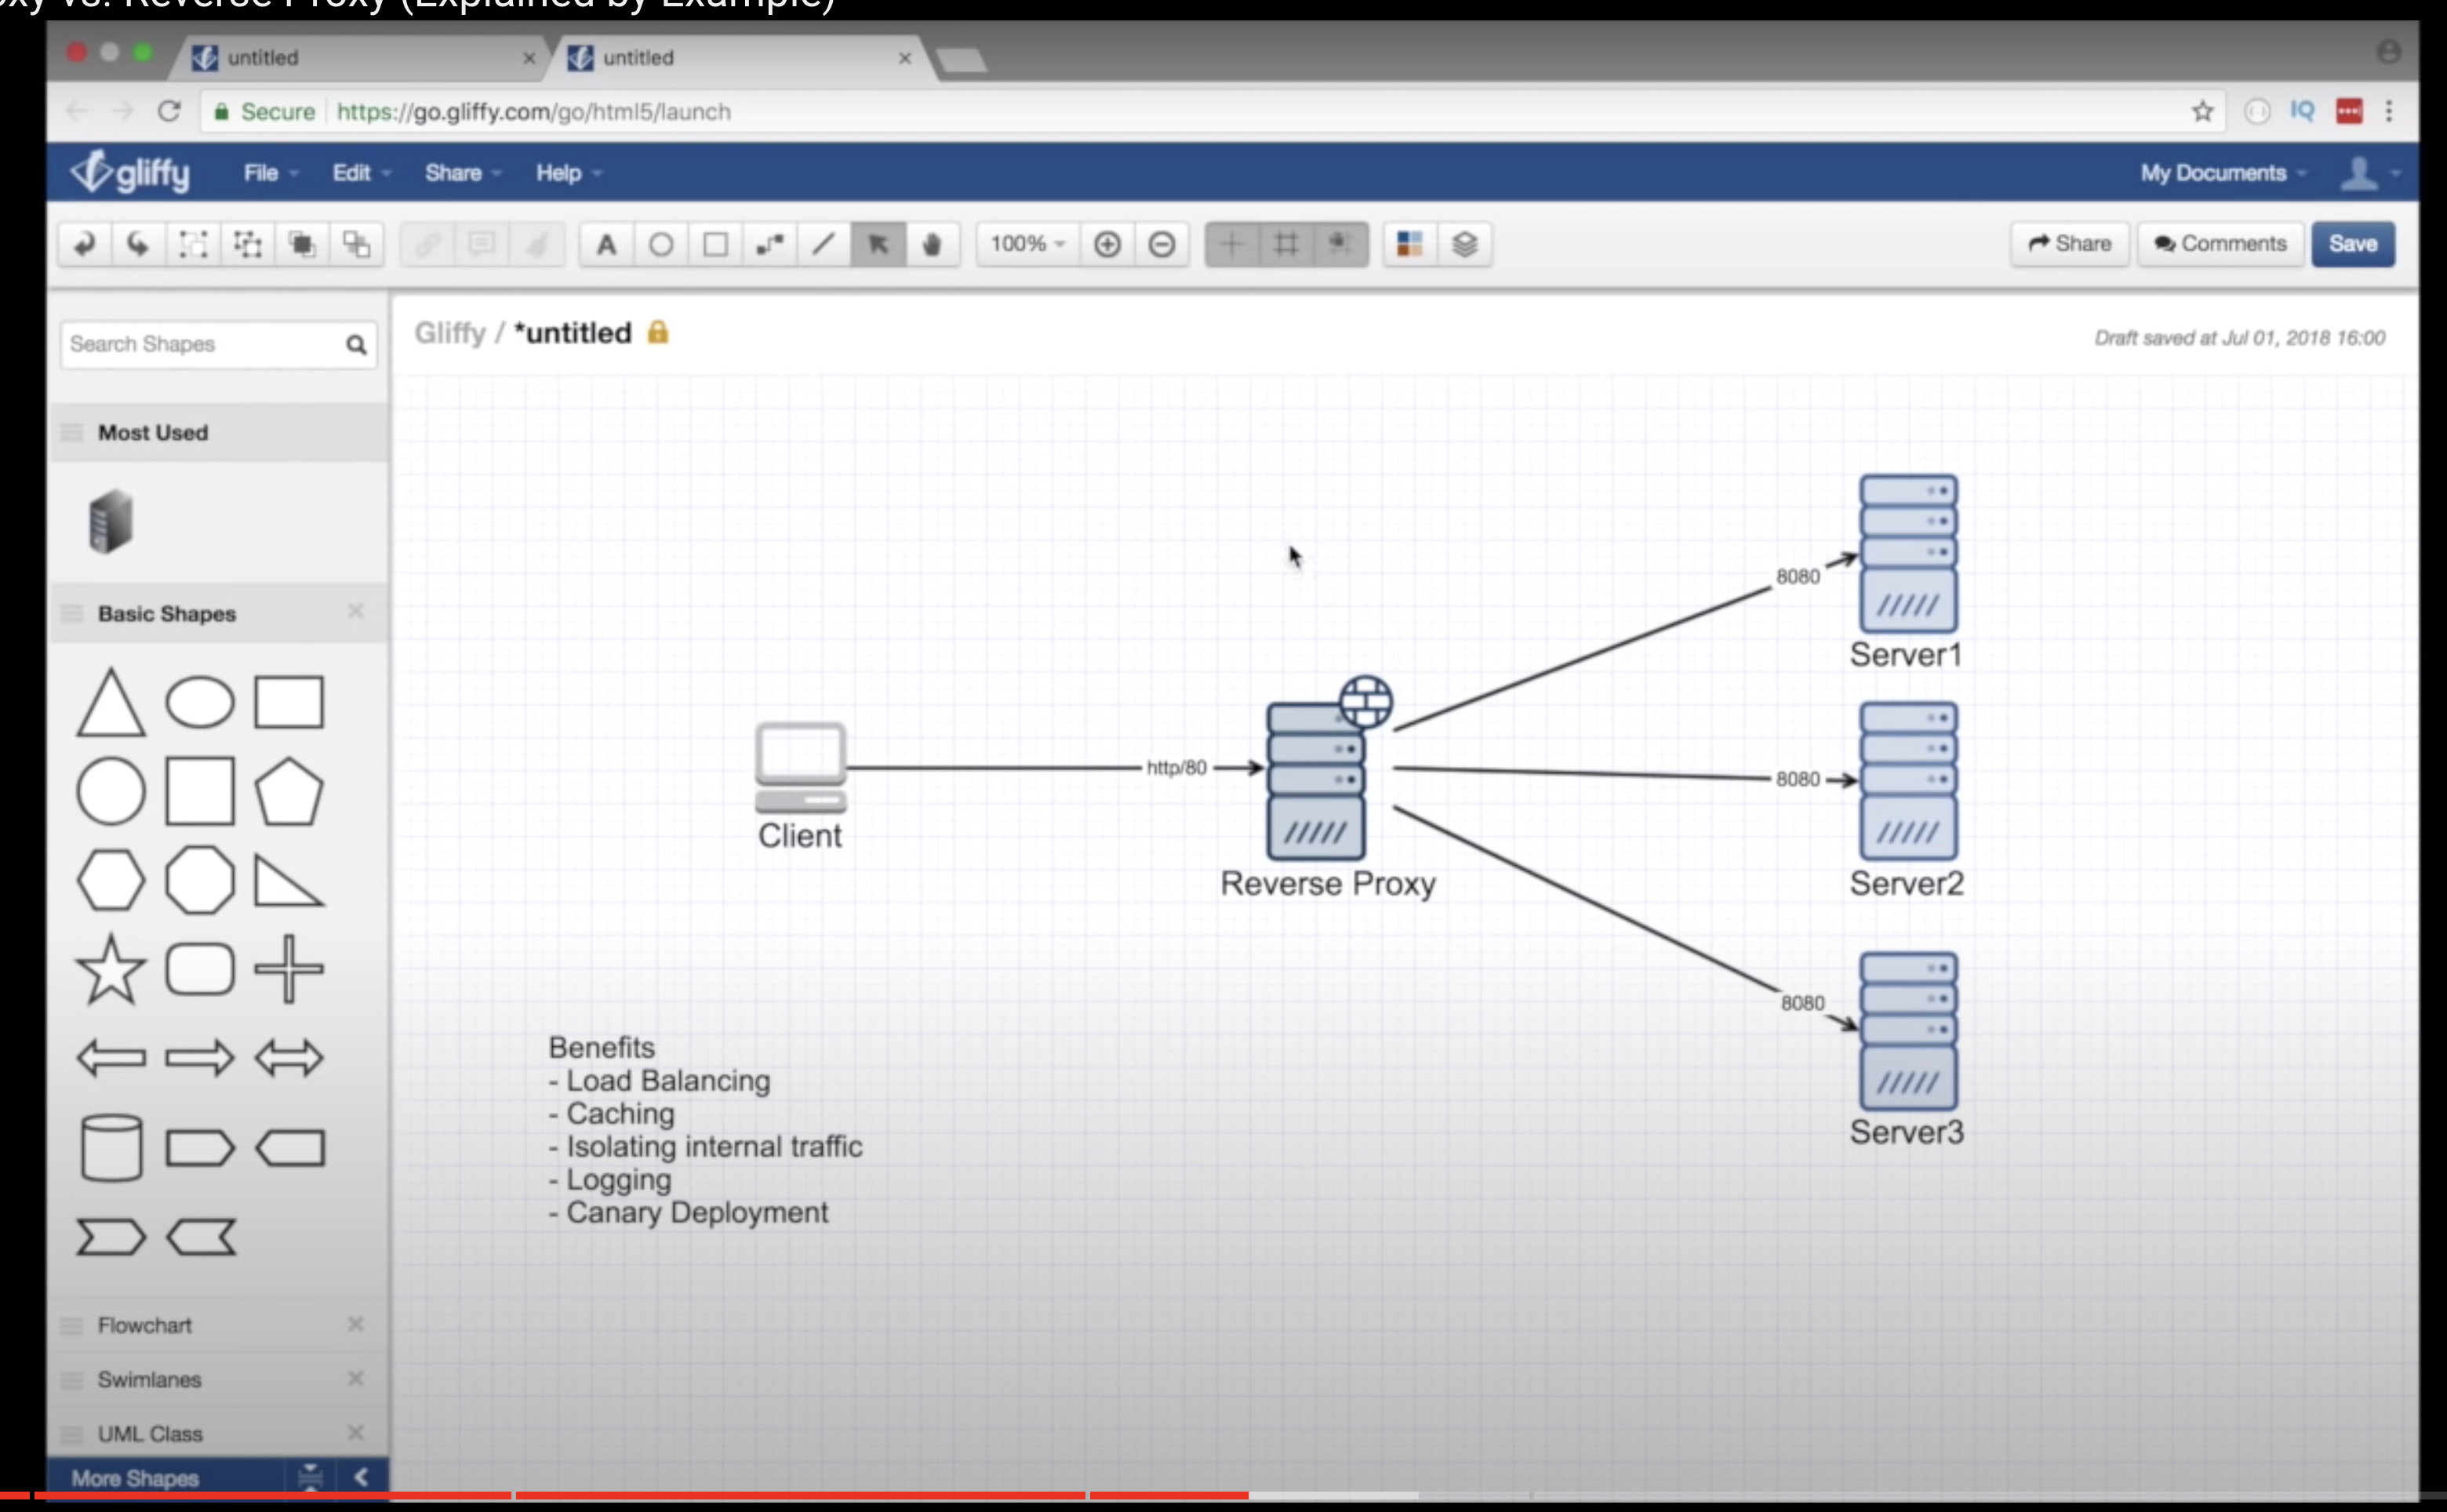 Reverse Proxy (Explained by Example)
untitled
untitled
Secure https://go.gliffy.com/go/html5/launch
IQ
gliffy File Edit Share Help My Documents
A 100% Share Comments Save
Search Shapes
Gliffy / *untitled
Draft saved at Jul 01, 2018 16:00
Most Used
Basic Shapes
8080
Server1
http/80
8080
Client
Reverse Proxy
Server2
8080
Server3
Benefits
- Load Balancing
- Caching
- Isolating internal traffic
- Logging
- Canary Deployment
Flowchart
Swimlanes
UML Class
More Shapes